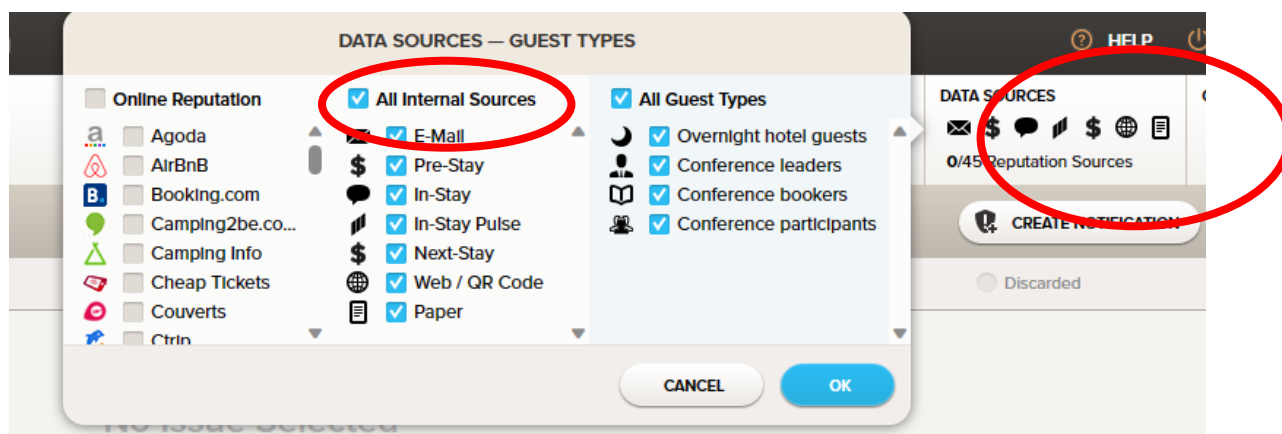 DATA SOURCES — GUEST TYPES
HELP
Online Reputation
Agoda
AirBnB
Booking.com
Camping2be.co...
Camping Info
Cheap Tickets
Couverts
Ctrip
All Internal Sources
E-Mail
Pre-Stay
In-Stay
In-Stay Pulse
Next-Stay
Web / QR Code
Paper
All Guest Types
Overnight hotel guests
Conference leaders
Conference bookers
Conference participants
CANCEL
OK
DATA SOURCES
0/45 Reputation Sources
CREATE NOTIFICATION
Discarded
No Issue Selected